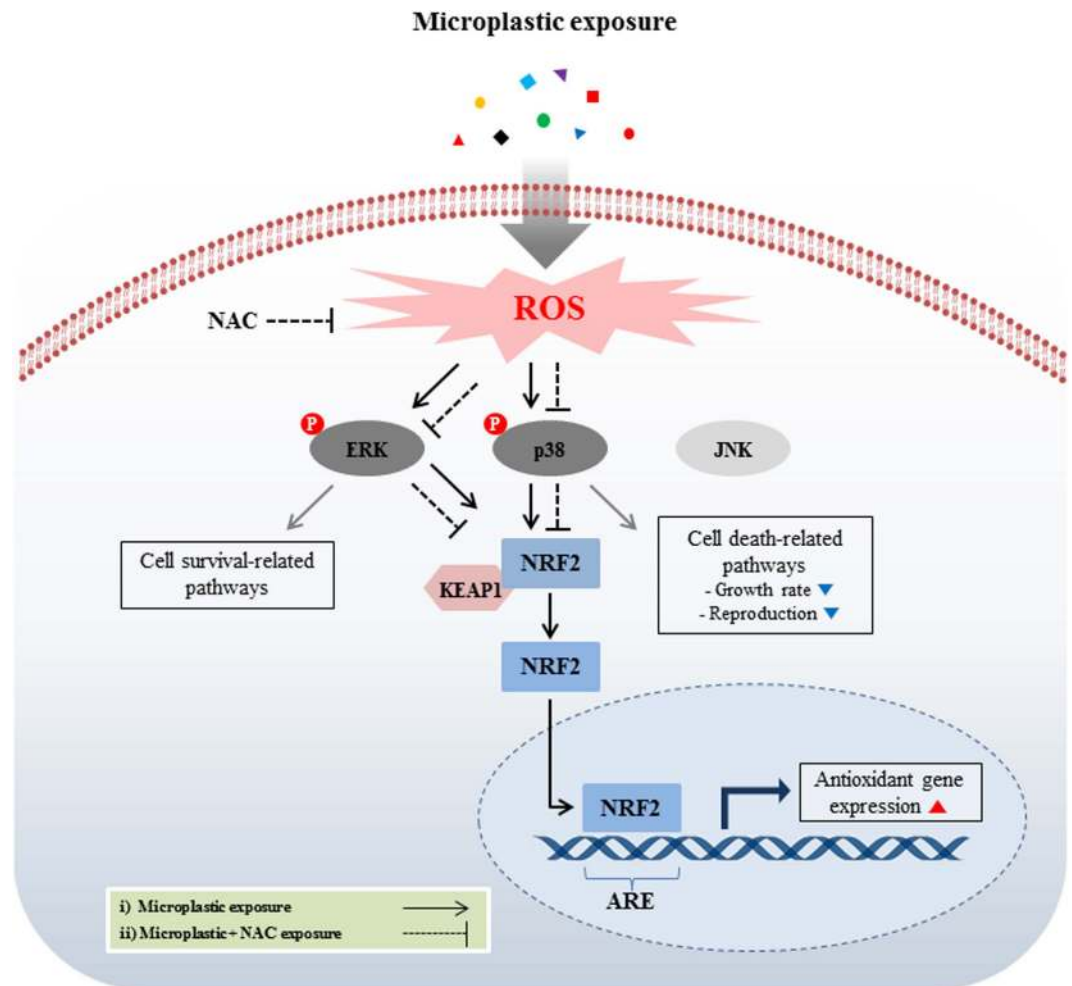 Microplastic exposure
ROS
NAC
P
P
ERK
p38
JNK
Cell survival-related
pathways
NRF2
KEAP1
Cell death-related
pathways
- Growth rate ▼
- Reproduction ▼
NRF2
Antioxidant gene
expression ▲
NRF2
ARE
i) Microplastic exposure
ii) Microplastic+ NAC exposure